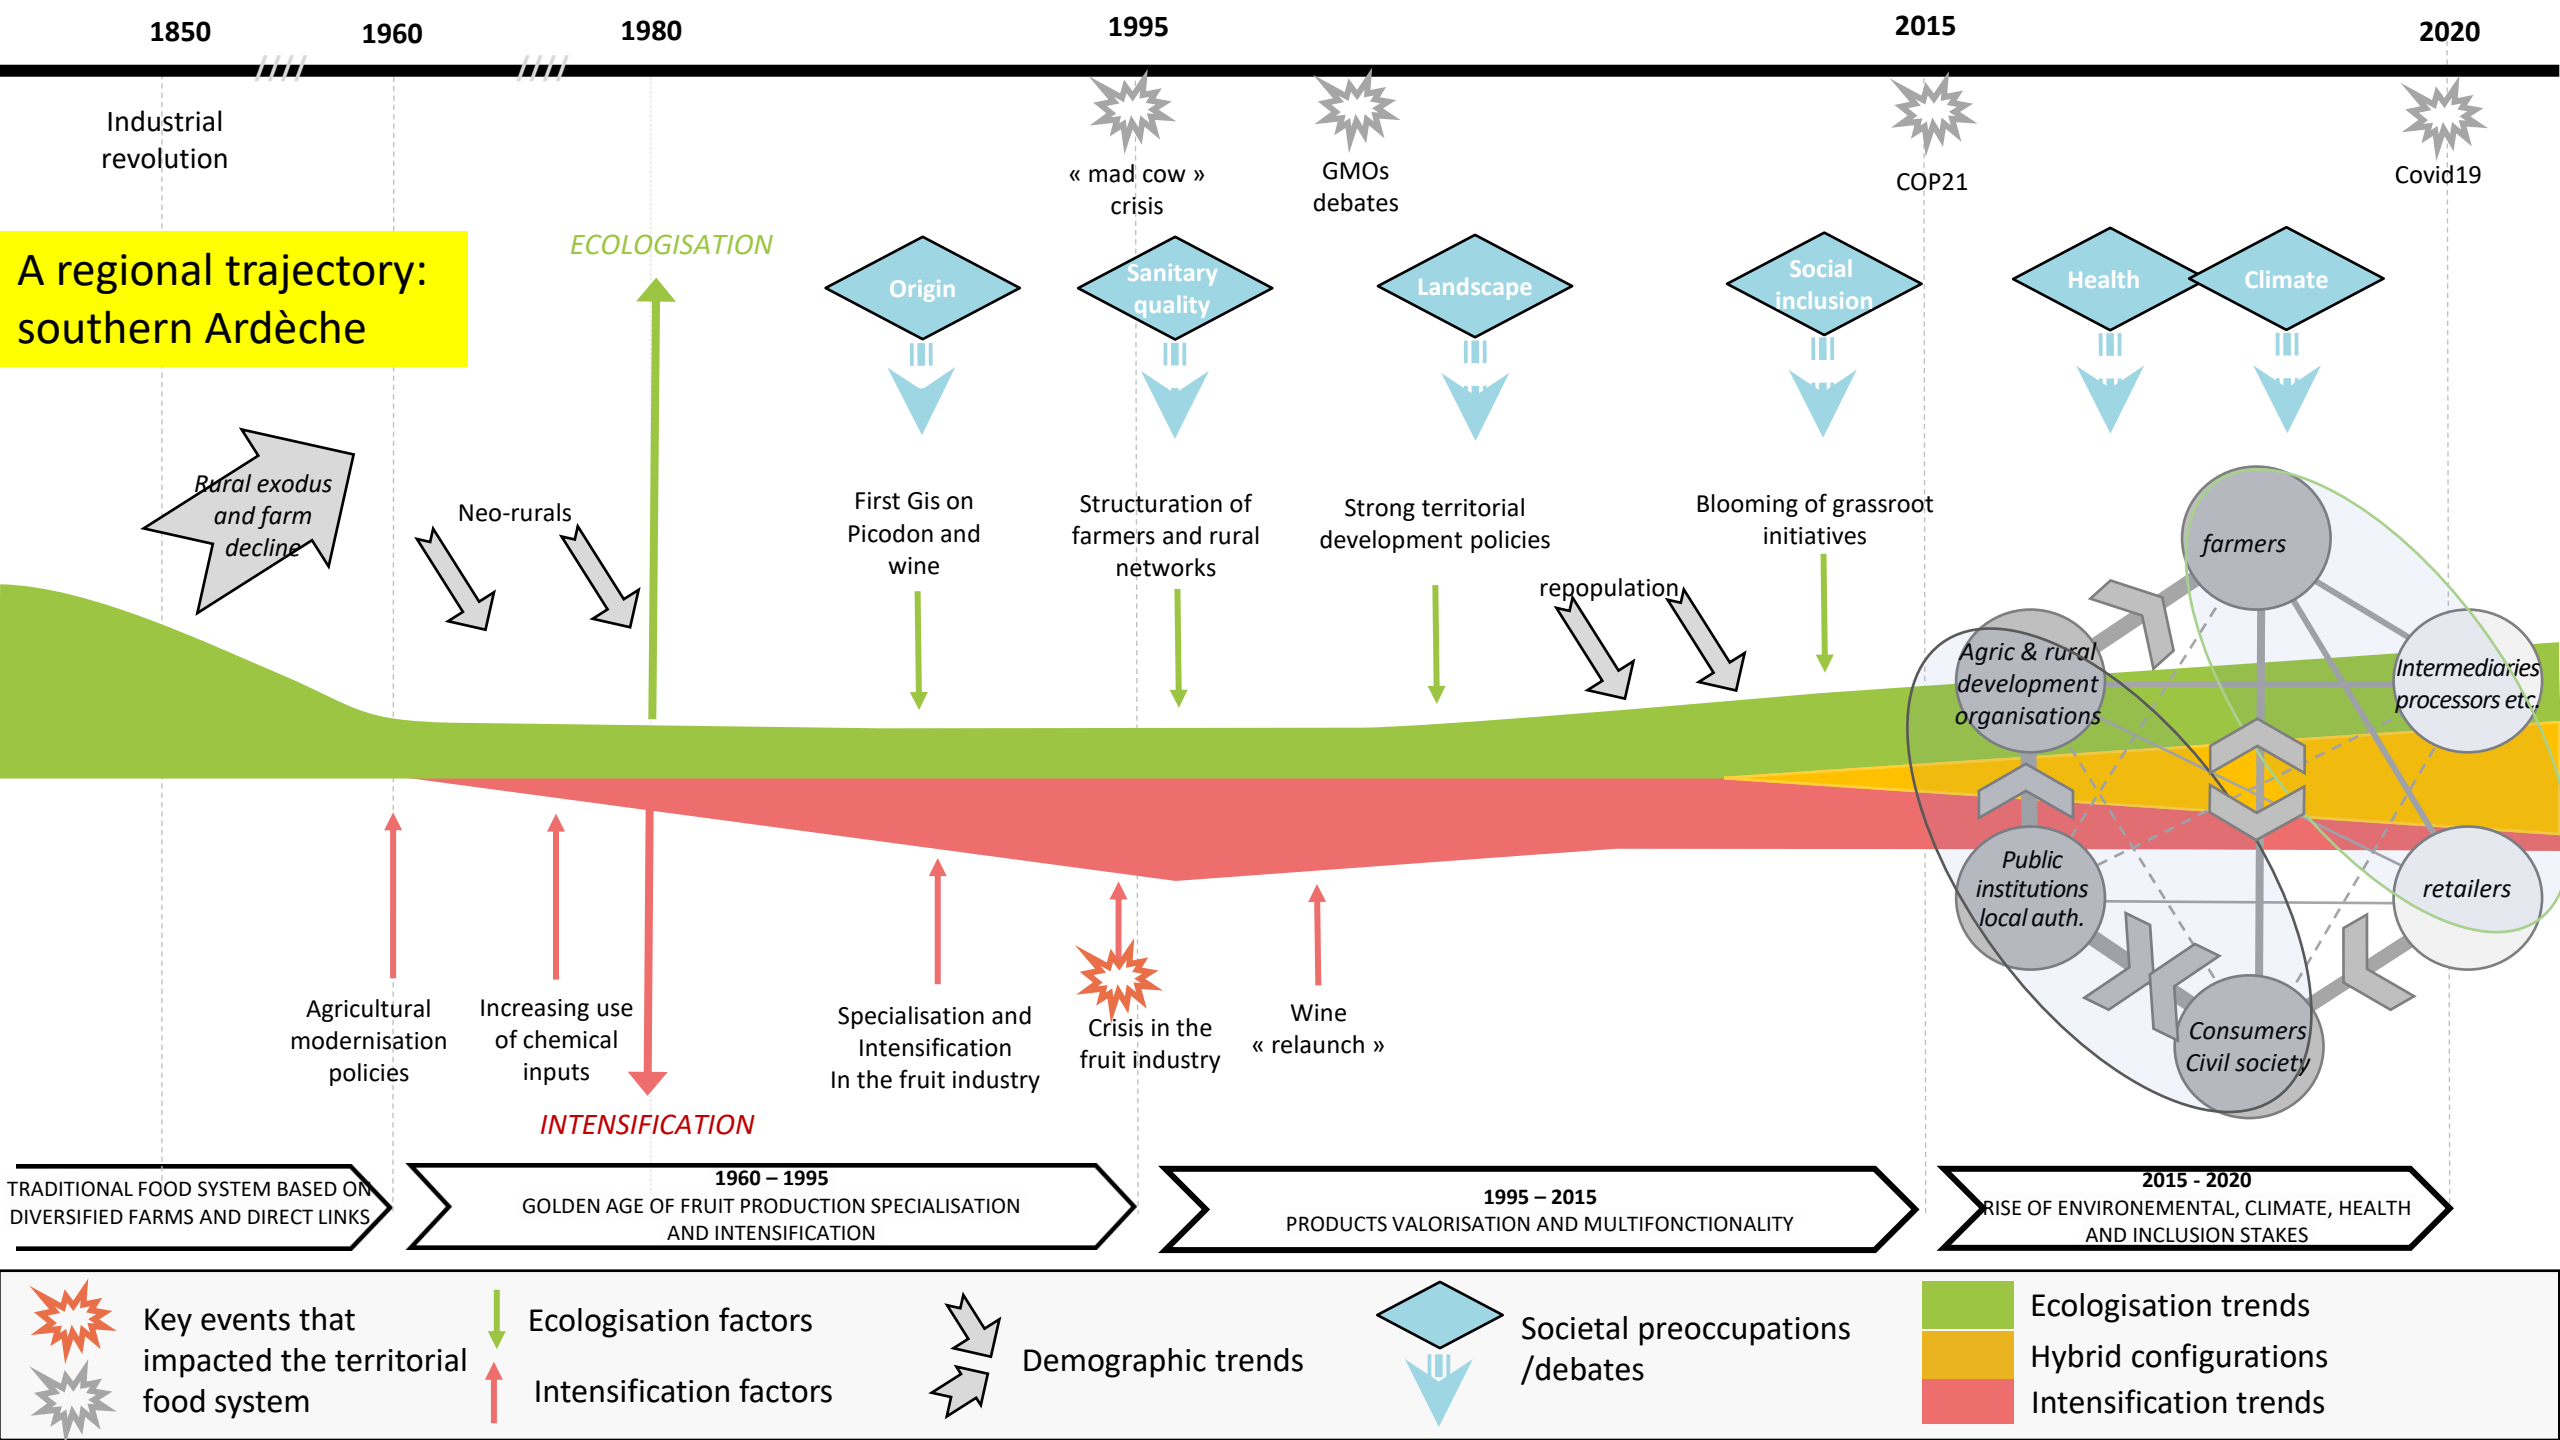 1850
1960
1980
1995
2015
2020
Industrial
revolution
« mad cow »
crisis
GMOs
debates
COP21
Covid19
A regional trajectory:
southern Ardèche
ECOLOGISATION
Origin
Sanitary
quality
Landscape
Social
inclusion
Health
Climate
Rural exodus
and farm
decline
Neo-rurals
First Gis on
Picodon and
wine
Structuration of
farmers and rural
networks
Strong territorial
development policies
repopulation
Blooming of grassroot
initiatives
farmers
Agric & rural
development
organisations
Intermediaries
processors etc.
Public
institutions
local auth.
retailers
Consumers
Civil society
Agricultural
modernisation
policies
Increasing use
of chemical
inputs
Specialisation and
Intensification
In the fruit industry
Crisis in the
fruit industry
Wine
« relaunch »
INTENSIFICATION
TRADITIONAL FOOD SYSTEM BASED ON
DIVERSIFIED FARMS AND DIRECT LINKS
1960 – 1995
GOLDEN AGE OF FRUIT PRODUCTION SPECIALISATION
AND INTENSIFICATION
1995 – 2015
PRODUCTS VALORISATION AND MULTIFONCTIONALITY
2015 - 2020
RISE OF ENVIRONEMENTAL, CLIMATE, HEALTH
AND INCLUSION STAKES
Key events that
impacted the territorial
food system
Ecologisation factors
Intensification factors
Demographic trends
Societal preoccupations
/debates
Ecologisation trends
Hybrid configurations
Intensification trends